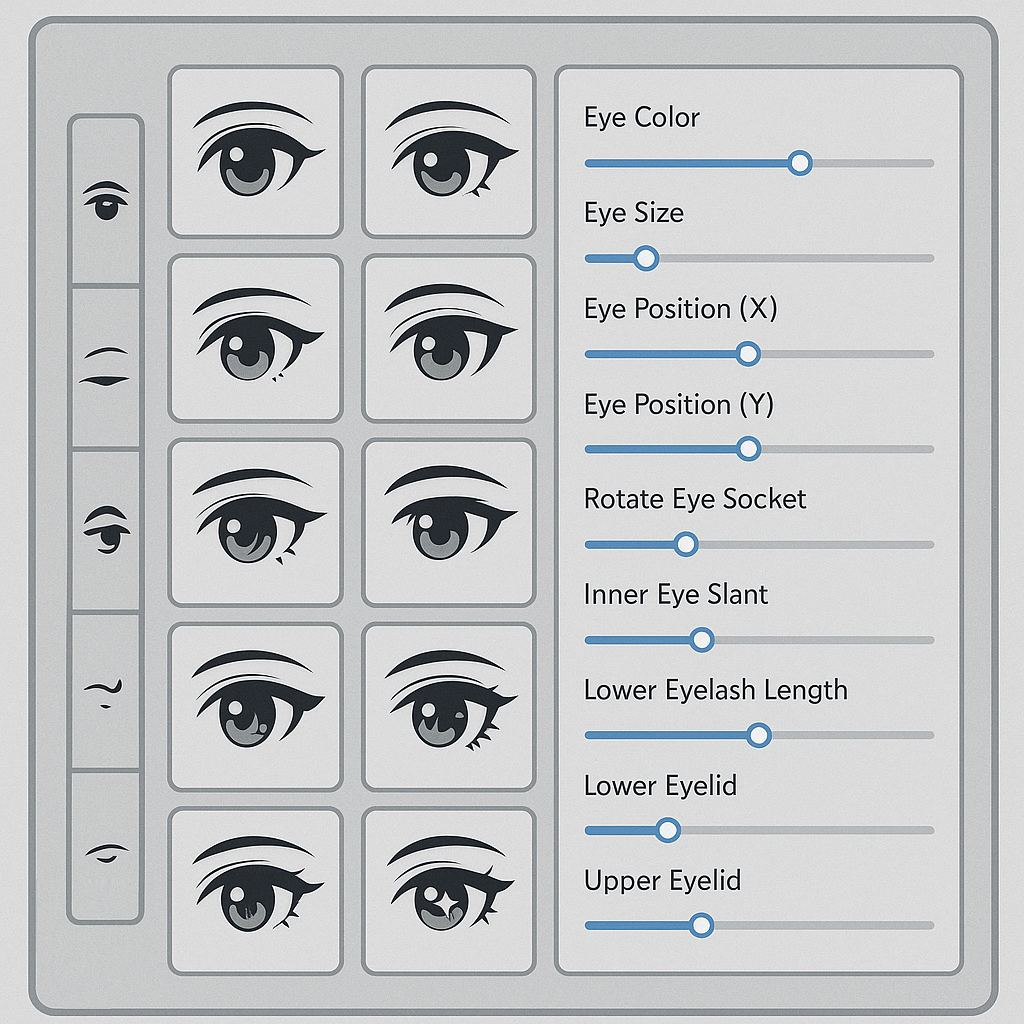 Eye Color
Eye Size
Eye Position (X)
Eye Position (Y)
Rotate Eye Socket
Inner Eye Slant
Lower Eyelash Length
Lower Eyelid
Upper Eyelid